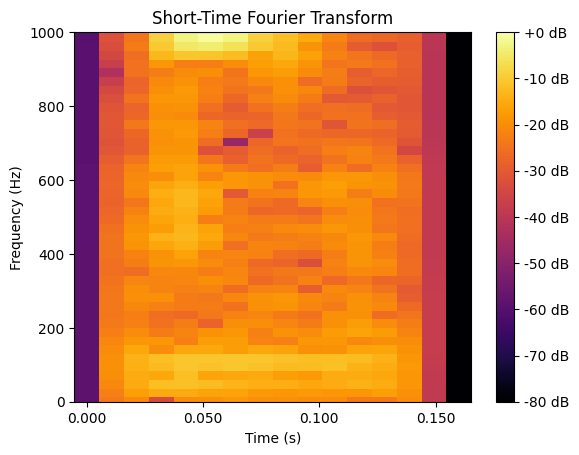 Short-Time Fourier Transform
1000
800
600
400
200
0
Frequency (Hz)
0.000
0.050
0.100
0.150
Time (s)
+0 dB
-10 dB
-20 dB
-30 dB
-40 dB
-50 dB
-60 dB
-70 dB
-80 dB